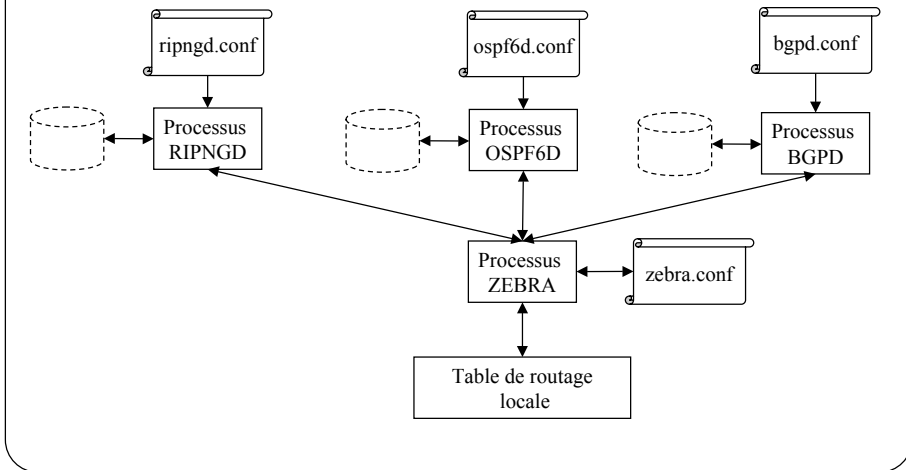 ripngd.conf
ospf6d.conf
bgpd.conf
Processus
RIPNGD
Processus
OSPF6D
Processus
BGPD
Processus
ZEBRA
zebra.conf
Table de routage
locale